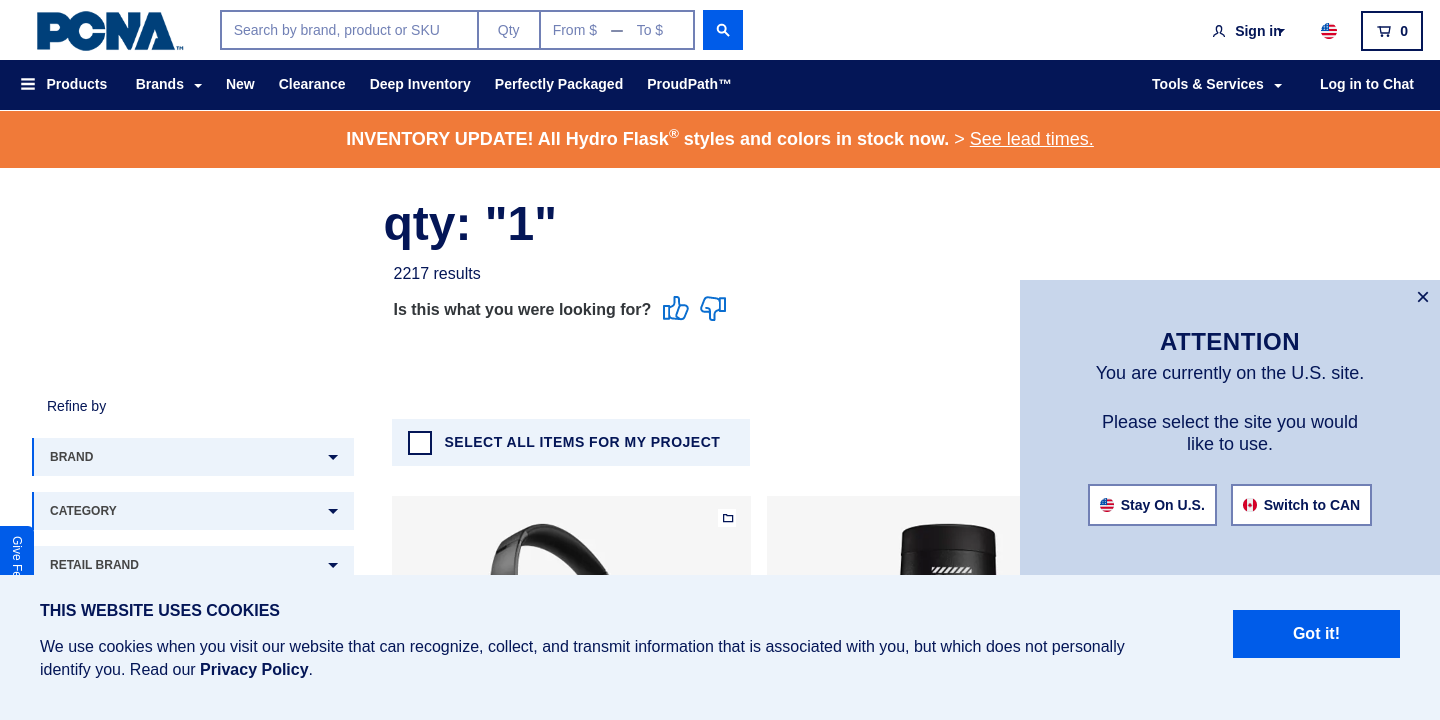 PCNA™
Search by brand, product or SKU
Qty
From $ — To $
Sign in
0
Products
Brands
New
Clearance
Deep Inventory
Perfectly Packaged
ProudPath™
Tools & Services
Log in to Chat
INVENTORY UPDATE! All Hydro Flask® styles and colors in stock now. > See lead times.
qty: "1"
2217 results
Is this what you were looking for?
×
ATTENTION
You are currently on the U.S. site.
Please select the site you would
like to use.
Stay On U.S.
Switch to CAN
Refine by
BRAND
CATEGORY
RETAIL BRAND
SELECT ALL ITEMS FOR MY PROJECT
Give
THIS WEBSITE USES COOKIES
We use cookies when you visit our website that can recognize, collect, and transmit information that is associated with you, but which does not personally
identify you. Read our Privacy Policy.
Got it!